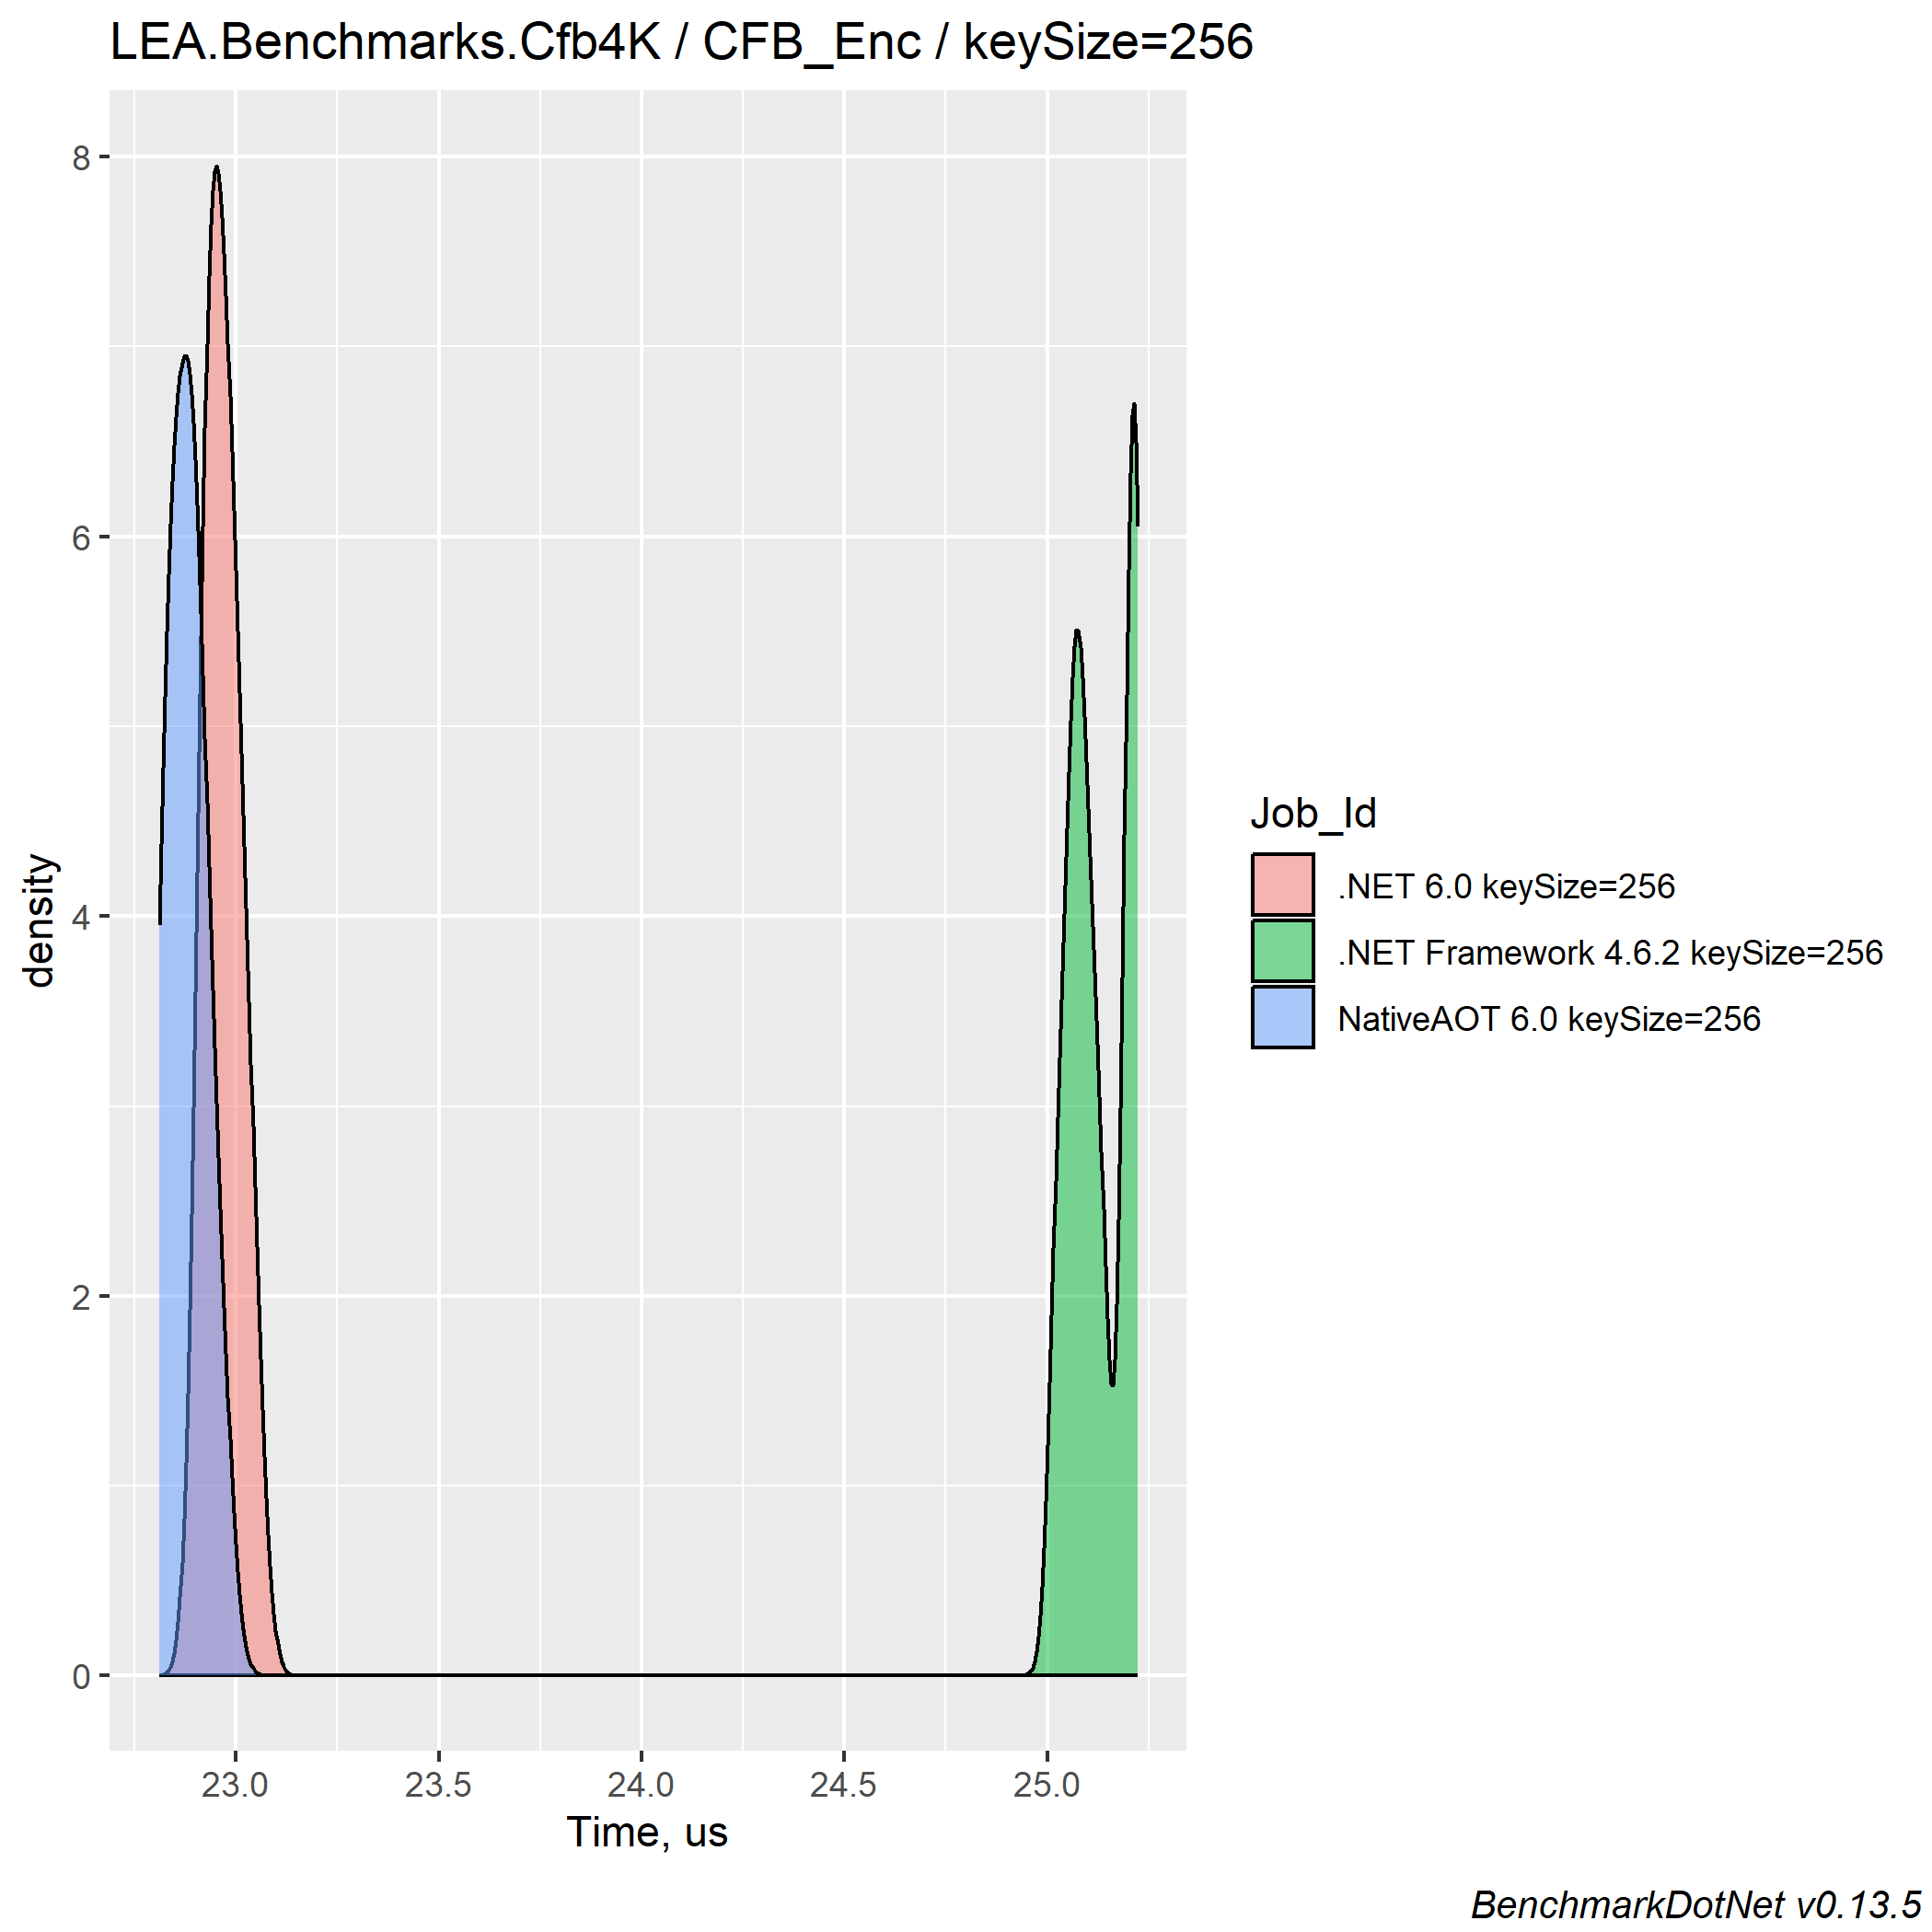 LEA.Benchmarks.Cfb4K / CFB_Enc / keySize=256
8
6
4
2
0
density
23.0 23.5 24.0 24.5 25.0
Time, us
Job_Id
.NET 6.0 keySize=256
.NET Framework 4.6.2 keySize=256
NativeAOT 6.0 keySize=256
BenchmarkDotNet v0.13.5